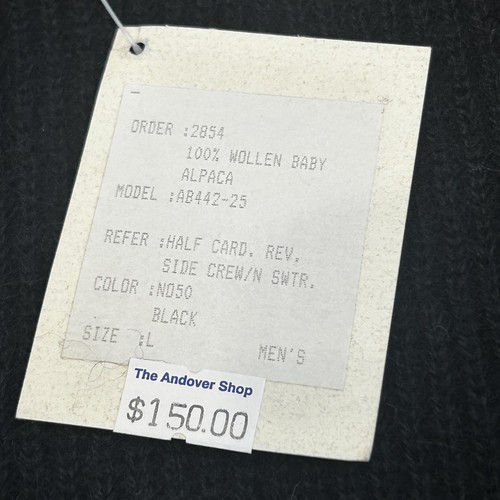 ORDER :2854
100% WOLLEN BABY
ALPACA
MODEL :AB442-25
REFER :HALF CARD. REV.
SIDE CREW/N SWTR.
COLOR :ND50
BLACK
SIZE :L MEN'S
The Andover Shop
$150.00